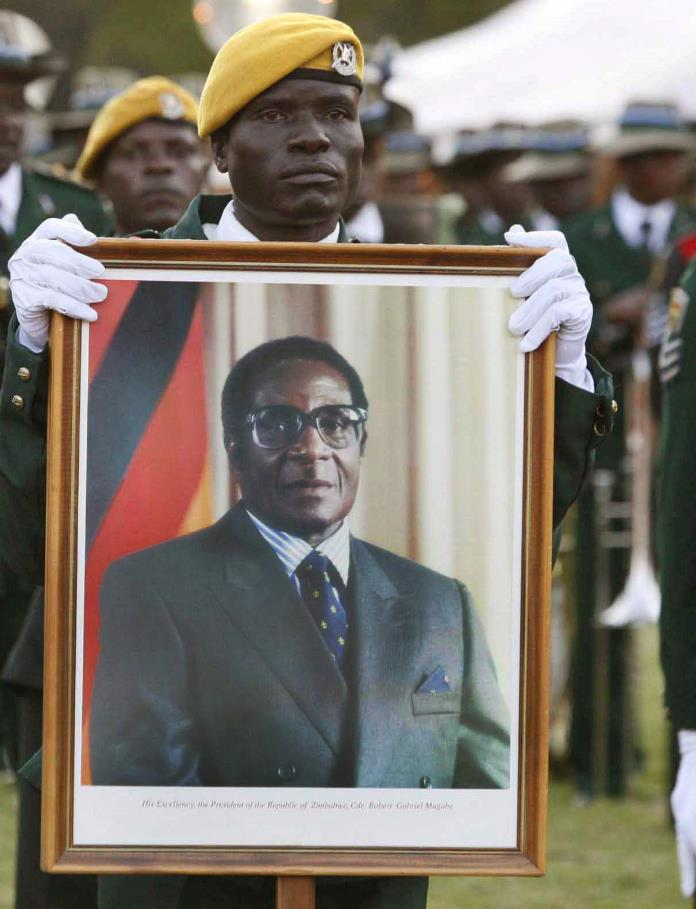 His Excellency, the President of the Republic of Zimbabwe, Cde. Robert Gabriel Mugabe